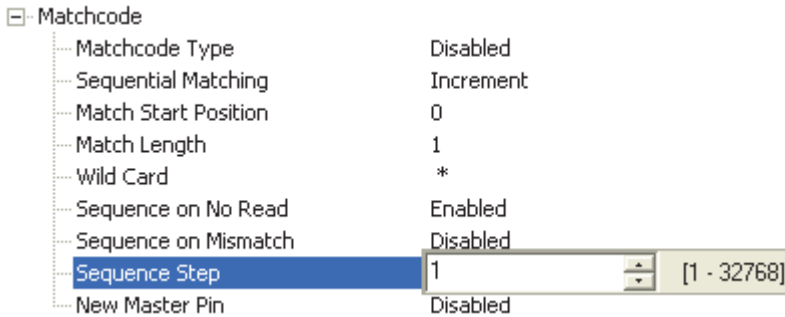 Matchcode
Matchcode Type Disabled
Sequential Matching Increment
Match Start Position 0
Match Length 1
Wild Card *
Sequence on No Read Enabled
Sequence on Mismatch Disabled
Sequence Step 1 [1 - 32768]
New Master Pin Disabled